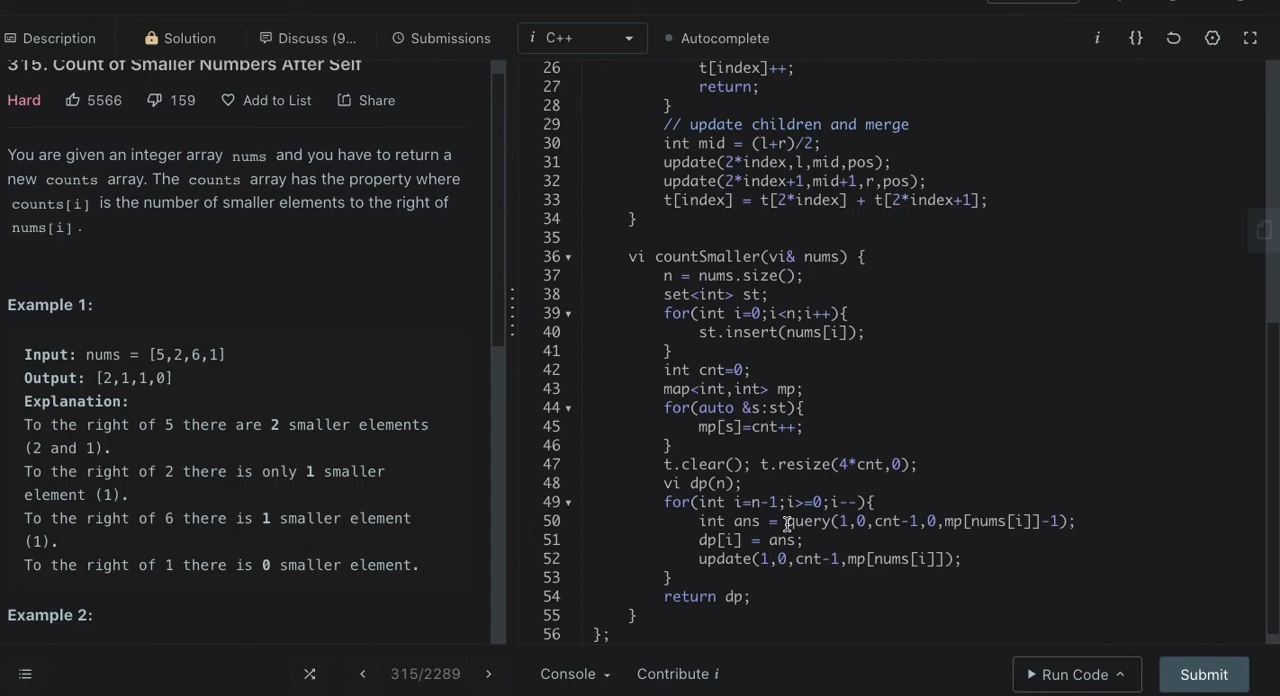 Description
Solution
Discuss (9...
Submissions
i C++
Autocomplete
i {}
315. Count of Smaller Numbers After Self
Hard 5566 159 Add to List Share
You are given an integer array nums and you have to return a
new counts array. The counts array has the property where
counts[i] is the number of smaller elements to the right of
nums[i].
Example 1:
Input: nums = [5,2,6,1]
Output: [2,1,1,0]
Explanation:
To the right of 5 there are 2 smaller elements
(2 and 1).
To the right of 2 there is only 1 smaller
element (1).
To the right of 6 there is 1 smaller element
(1).
To the right of 1 there is 0 smaller element.
Example 2:
26 t[index]++;
27 return;
28 }
29 // update children and merge
30 int mid = (l+r)/2;
31 update(2*index,l,mid,pos);
32 update(2*index+1,mid+1,r,pos);
33 t[index] = t[2*index] + t[2*index+1];
34 }
35
36 vi countSmaller(vi& nums) {
37 n = nums.size();
38 set<int> st;
39 for(int i=0;i<n;i++){
40 st.insert(nums[i]);
41 }
42 int cnt=0;
43 map<int,int> mp;
44 for(auto &s:st){
45 mp[s]=cnt++;
46 }
47 t.clear(); t.resize(4*cnt,0);
48 vi dp(n);
49 for(int i=n-1;i>=0;i--){
50 int ans = query(1,0,cnt-1,0,mp[nums[i]]-1);
51 dp[i] = ans;
52 update(1,0,cnt-1,mp[nums[i]]);
53 }
54 return dp;
55 }
56 };
< 315/2289 >
Console
Contribute i
Run Code
Submit